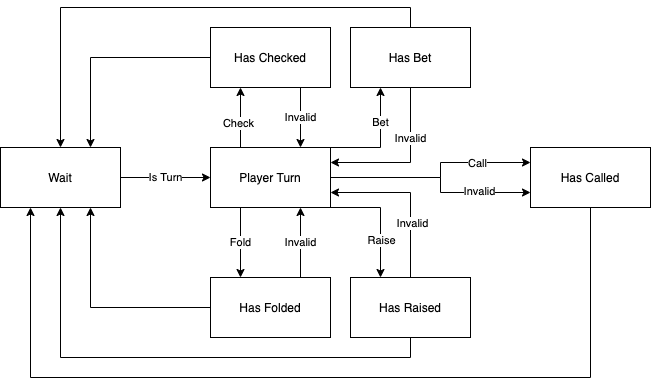 Has Checked
Has Bet
Check
Invalid
Bet
Invalid
Wait
Is Turn
Player Turn
Call
Invalid
Has Called
Fold
Invalid
Raise
Invalid
Has Folded
Has Raised